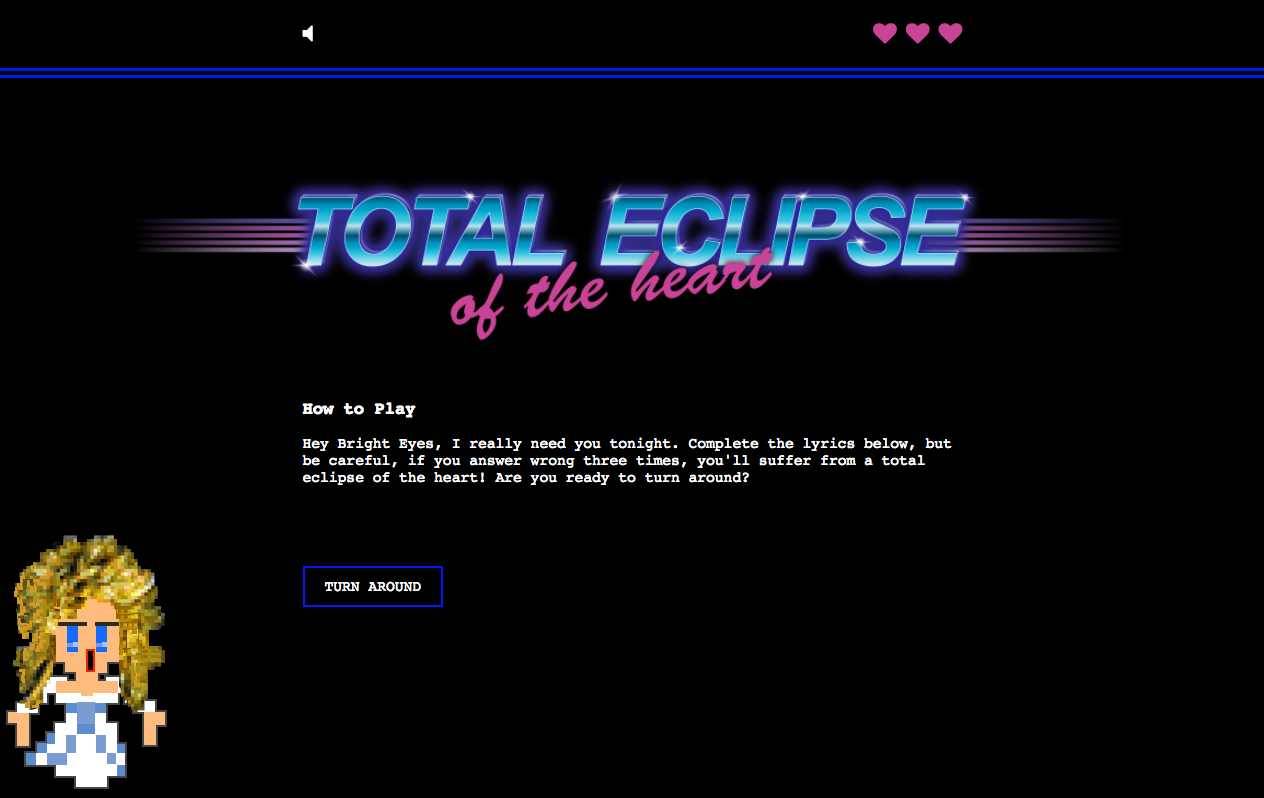 TOTAL ECLIPSE
of the heart
How to Play
Hey Bright Eyes, I really need you tonight. Complete the lyrics below, but
be careful, if you answer wrong three times, you'll suffer from a total
eclipse of the heart! Are you ready to turn around?
TURN AROUND